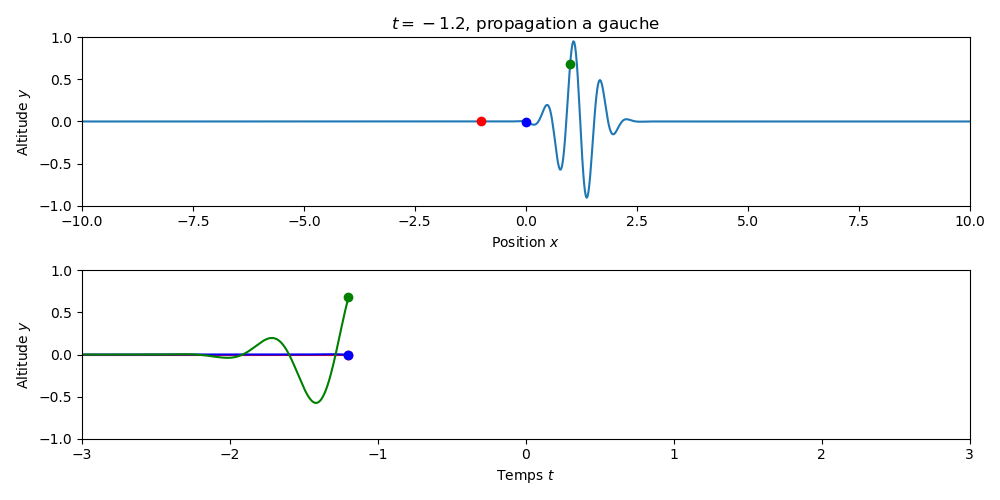 t = −1.2, propagation a gauche
1.0
0.5
0.0
−0.5
−1.0
Altitude y
−10.0 −7.5 −5.0 −2.5 0.0 2.5 5.0 7.5 10.0
Position x
1.0
0.5
0.0
−0.5
−1.0
Altitude y
−3 −2 −1 0 1 2 3
Temps t